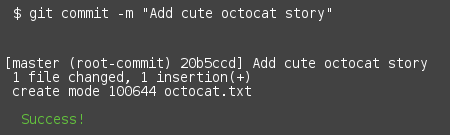 $ git commit -m "Add cute octocat story"
[master (root-commit) 20b5ccd] Add cute octocat story
1 file changed, 1 insertion(+)
create mode 100644 octocat.txt
Success!